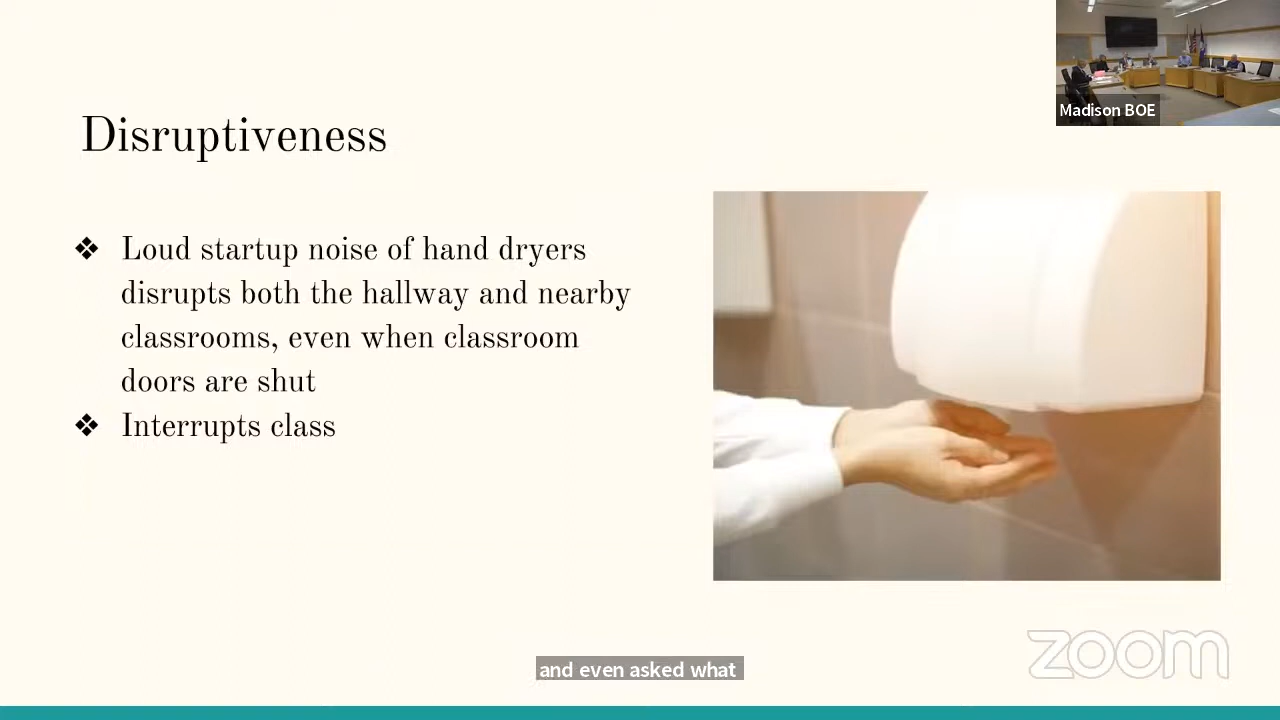 Madison BOE
Disruptiveness
❖ Loud startup noise of hand dryers
disrupts both the hallway and nearby
classrooms, even when classroom
doors are shut
❖ Interrupts class
zoom
and even asked what